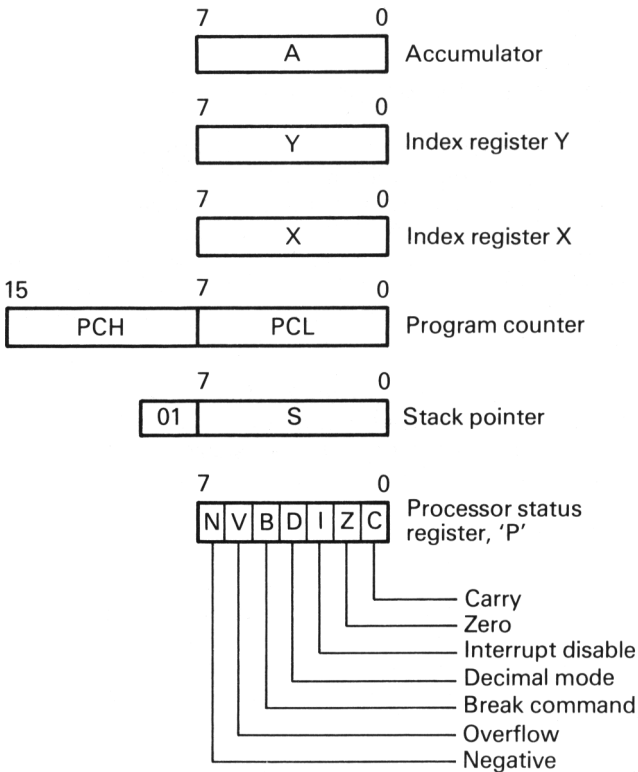 7 0
A Accumulator
7 0
Y Index register Y
7 0
X Index register X
15 7 0
PCH PCL Program counter
7 0
01 S Stack pointer
7 0
N V B D I Z C Processor status
register, ‘P’
Carry
Zero
Interrupt disable
Decimal mode
Break command
Overflow
Negative